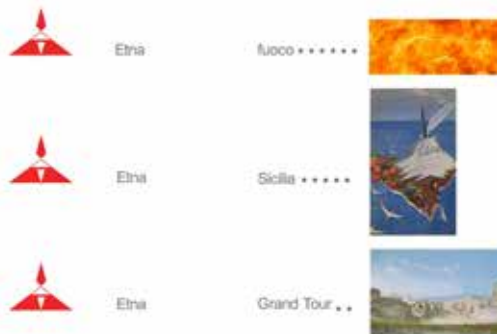 Etna fuoco ••••••
Etna Sicilia •••••
Etna Grand Tour ••